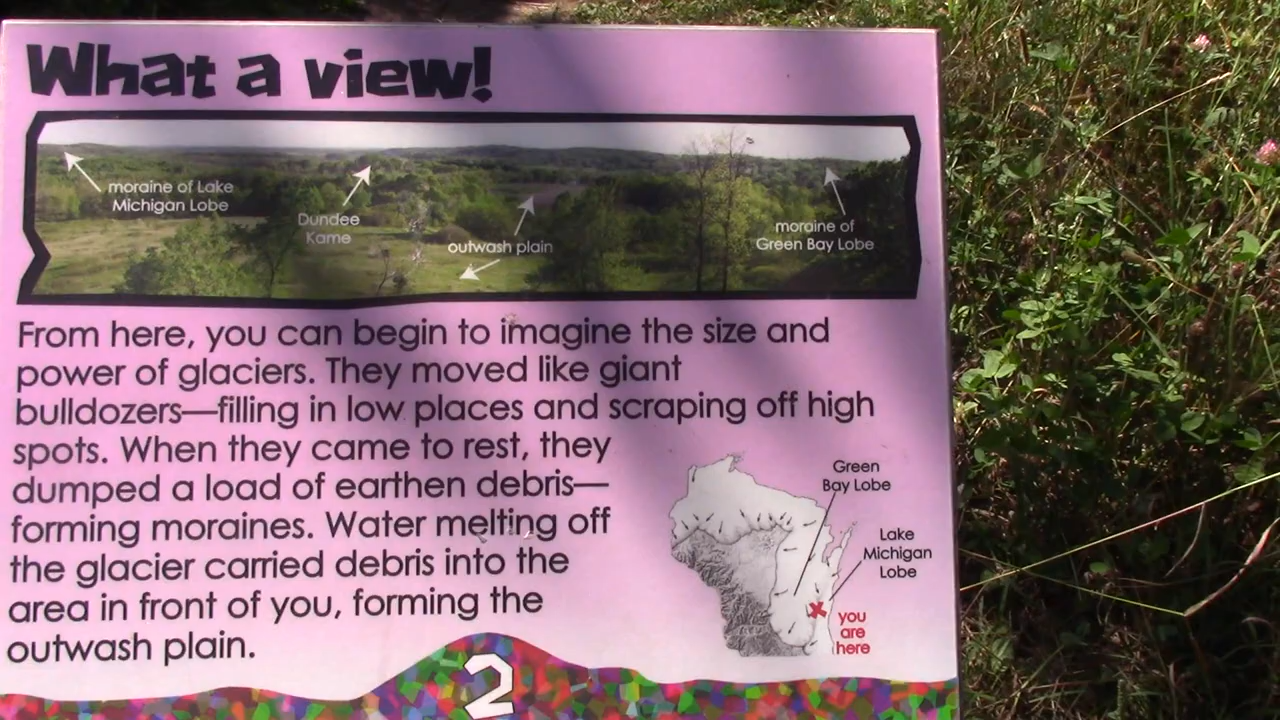 What a view!
moraine of Lake
Michigan Lobe
Dundee
Kame
outwash plain
moraine of
Green Bay Lobe
From here, you can begin to imagine the size and
power of glaciers. They moved like giant
bulldozers—filling in low places and scraping off high
spots. When they came to rest, they
dumped a load of earthen debris—
forming moraines. Water melting off
the glacier carried debris into the
area in front of you, forming the
outwash plain.
Green
Bay Lobe
Lake
Michigan
Lobe
you
are
here
2